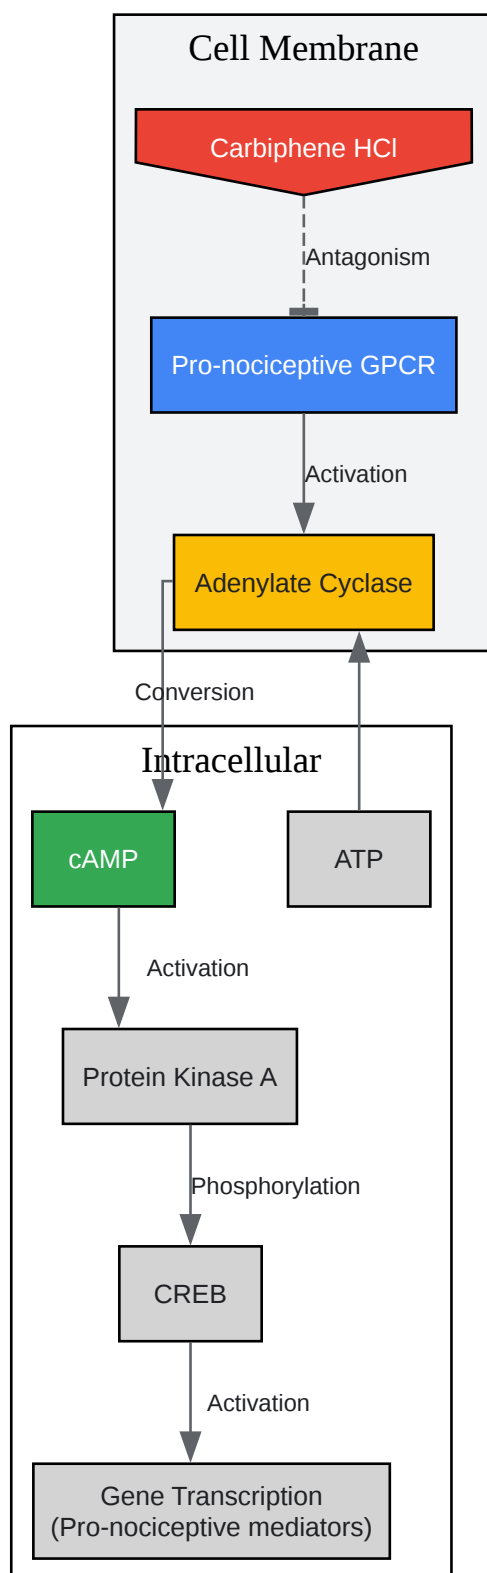 Cell Membrane
Carbiphene HCl
Antagonism
Pro-nociceptive GPCR
Activation
Adenylate Cyclase
Conversion
Intracellular
cAMP
ATP
Activation
Protein Kinase A
Phosphorylation
CREB
Activation
Gene Transcription
(Pro-nociceptive mediators)